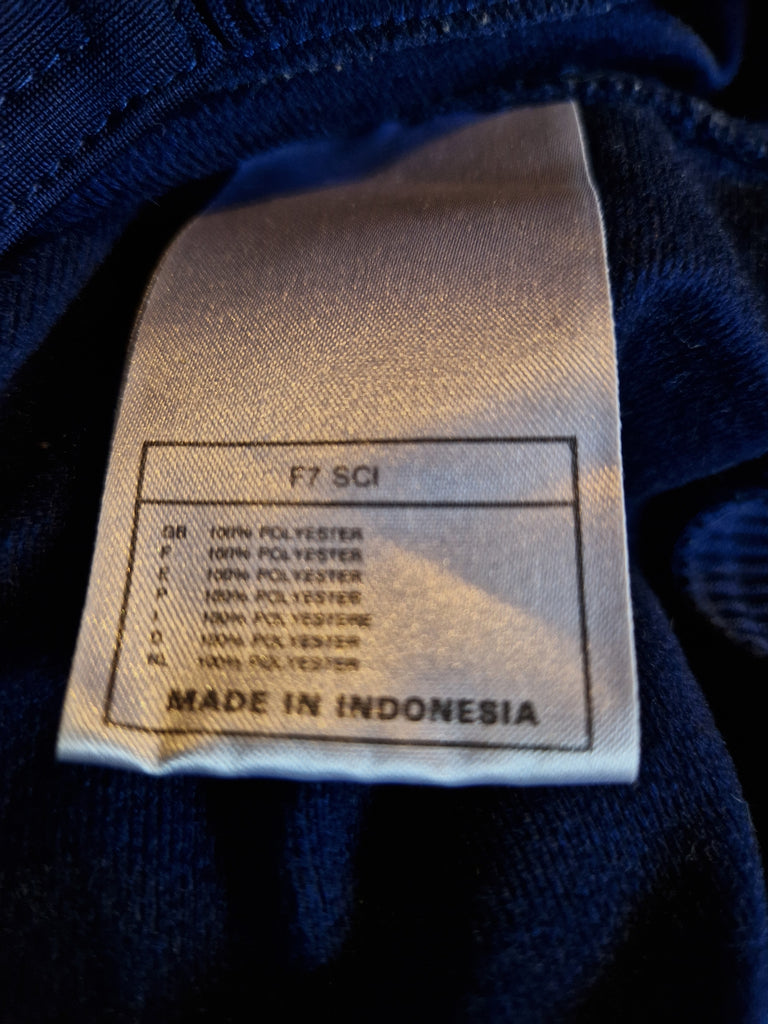 F7 SCI
GB 100% POLYESTER
F 100% POLYESTER
E 100% POLYESTER
P 100% POLYESTER
I 100% POLYESTERE
D 100% POLYESTER
NL 100% POLYESTER
MADE IN INDONESIA